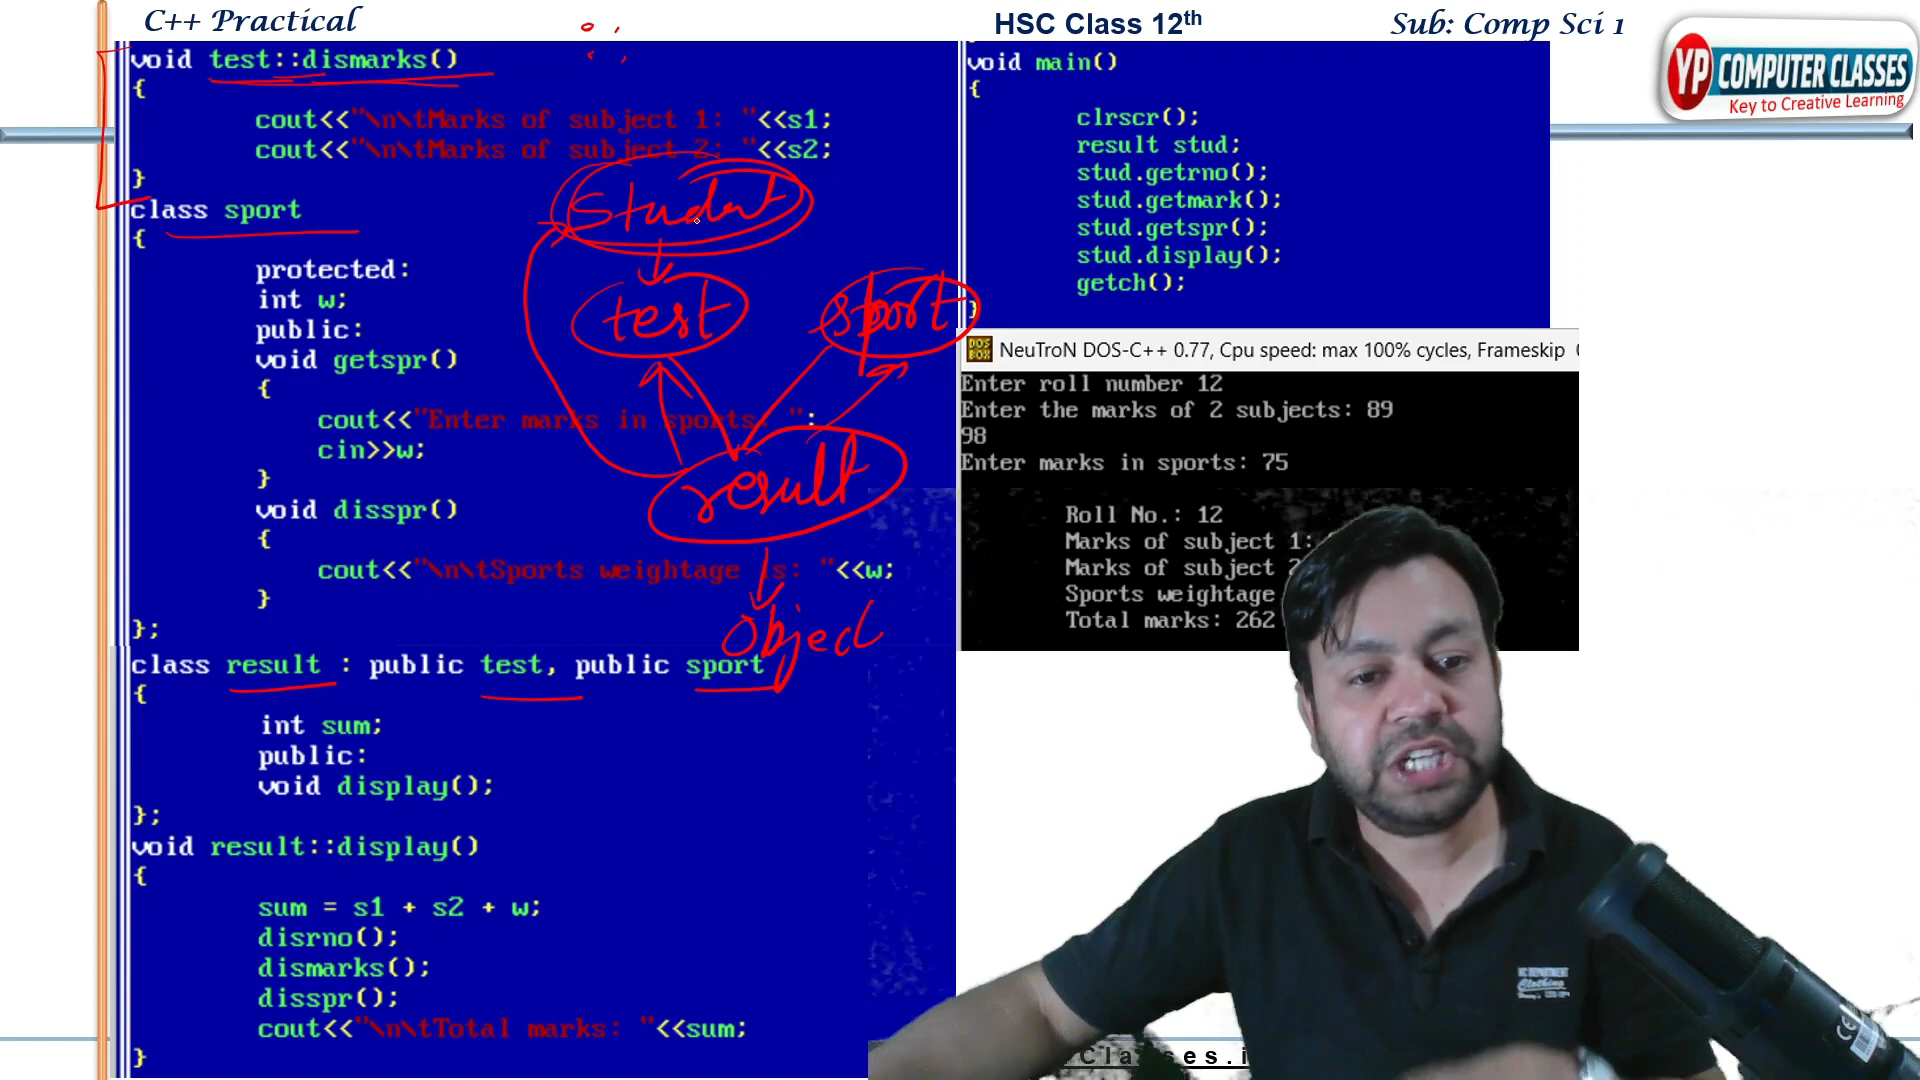 C++ Practical
HSC Class 12th
Sub: Comp Sci 1
YP COMPUTER CLASSES
Key to Creative Learning
void test::dismarks()
{
cout<<"\n\tMarks of subject 1: "<<s1;
cout<<"\n\tMarks of subject 2: "<<s2;
}
class sport
{
protected:
int w;
public:
void getspr()
{
cout<<"Enter marks in sports: ";
cin>>w;
}
void disspr()
{
cout<<"\n\tSports weightage is: "<<w;
}
};
class result : public test, public sport
{
int sum;
public:
void display();
};
void result::display()
{
sum = s1 + s2 + w;
disrno();
dismarks();
disspr();
cout<<"\n\tTotal marks: "<<sum;
}
Student
test
sport
result
Object
void main()
{
clrscr();
result stud;
stud.getrno();
stud.getmark();
stud.getspr();
stud.display();
getch();
}
NeuTroN DOS-C++ 0.77, Cpu speed: max 100% cycles, Frameskip
Enter roll number 12
Enter the marks of 2 subjects: 89
98
Enter marks in sports: 75
Roll No.: 12
Marks of subject 1:
Marks of subject 2
Sports weightage
Total marks: 262
Clothing